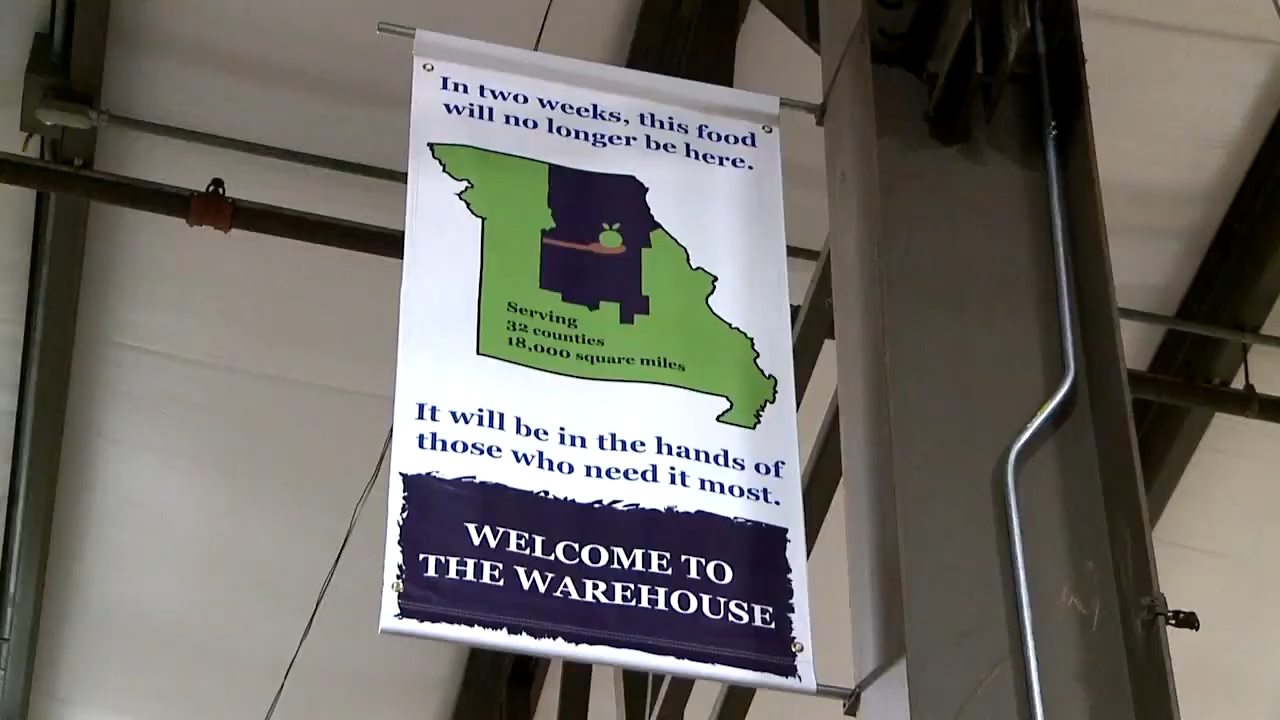 In two weeks, this food
will no longer be here.
Serving
32 counties
18,000 square miles
It will be in the hands of
those who need it most.
WELCOME TO
THE WAREHOUSE